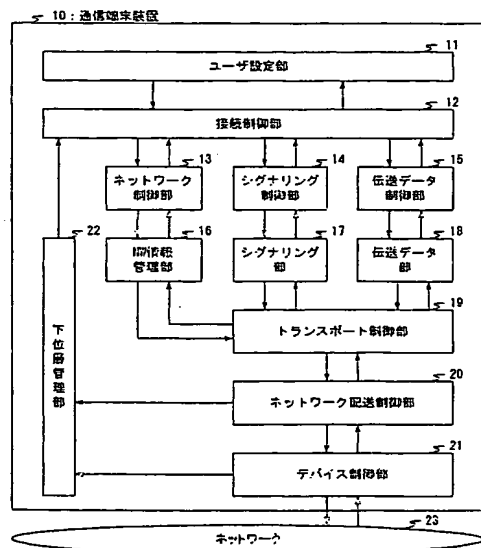 10:通信端末装置
11
ユーザ設定部
12
接続制御部
13
ネットワーク
制御部
14
シグナリング
制御部
15
伝送データ
制御部
22
16
管理部
17
シグナリング
部
18
伝送データ
部
19
トランスポート制御部
下位層管理部
20
ネットワーク配送制御部
21
デバイス制御部
23
ネットワーク